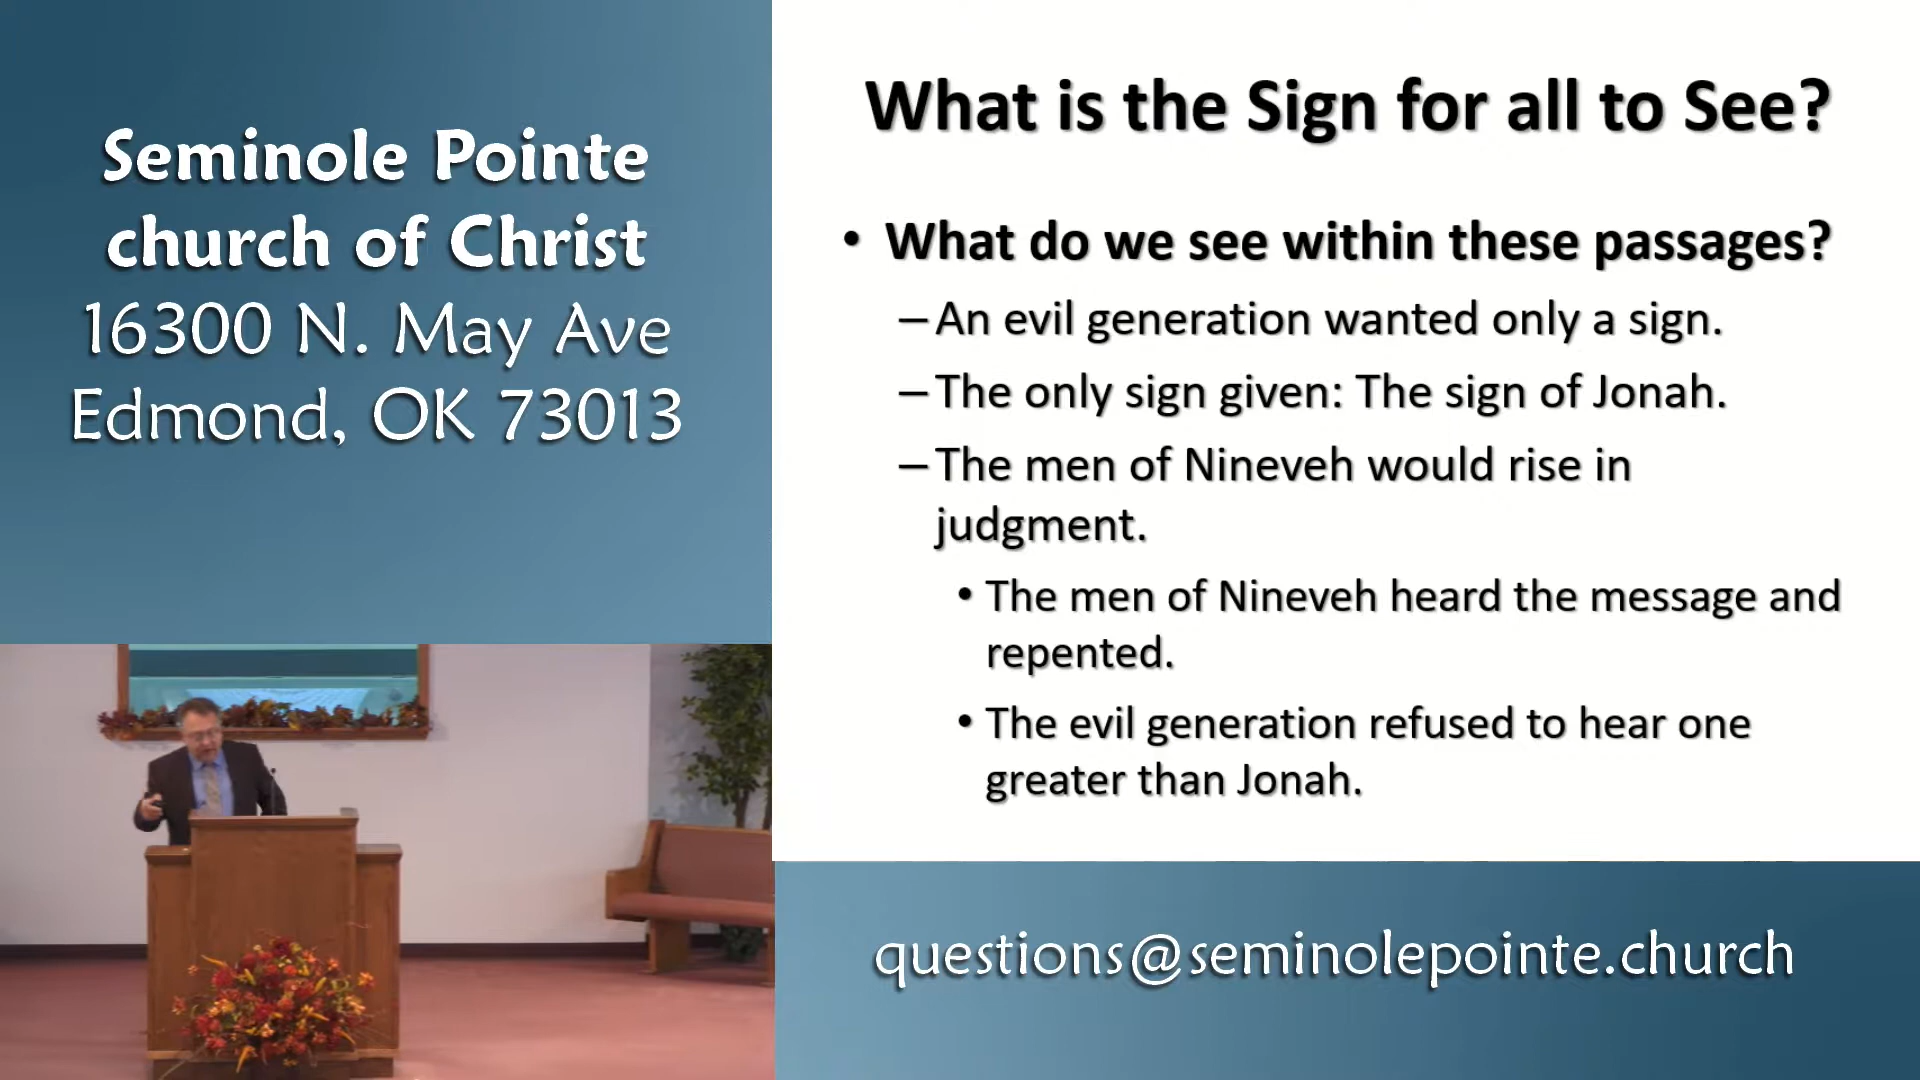 Seminole Pointe
church of Christ
16300 N. May Ave
Edmond, OK 73013
What is the Sign for all to See?
• What do we see within these passages?
– An evil generation wanted only a sign.
– The only sign given: The sign of Jonah.
– The men of Nineveh would rise in
judgment.
• The men of Nineveh heard the message and
repented.
• The evil generation refused to hear one
greater than Jonah.
questions@seminolepointe.church